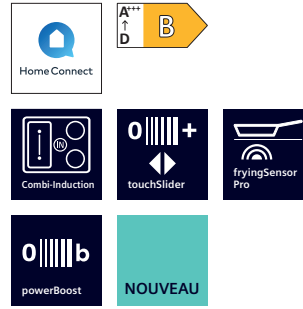 Home Connect
A+++
↑
D
B
IN
Combi-Induction
0 +
touchSlider
fryingSensor
Pro
0 b
powerBoost
NOUVEAU